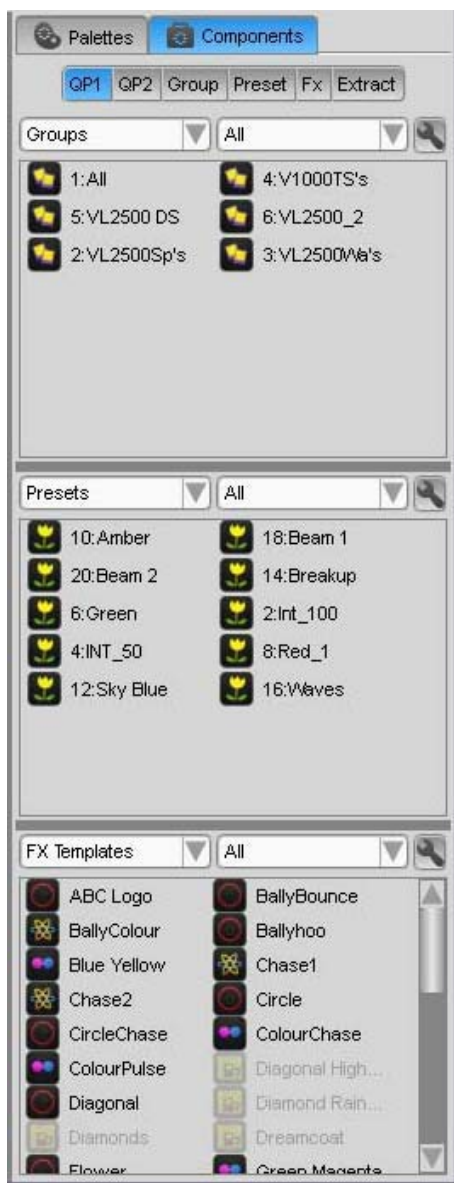 Palettes Components
QP1 QP2 Group Preset Fx Extract
Groups All
1:All 4:V1000TS's
5:VL2500 DS 6:VL2500_2
2:VL2500Sp's 3:VL2500Wa's
Presets All
10:Amber 18:Beam 1
20:Beam 2 14:Breakup
6:Green 2:Int_100
4:INT_50 8:Red_1
12:Sky Blue 16:Waves
FX Templates All
ABC Logo BallyBounce
BallyColour Ballyhoo
Blue Yellow Chase1
Chase2 Circle
CircleChase ColourChase
ColourPulse Diagonal High...
Diagonal Diamond Rain...
Diamonds Dreamcoat
Flower Green Magenta